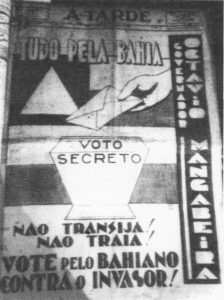 A TARDE
TUDO PELA BAHIA
GOVERNADOR
OCTAVIO MANGABEIRA
VOTO
SECRETO
NÃO TRANSIJA!
NÃO TRAIA!
VOTE PELO BAHIANO
CONTRA O INVASOR!